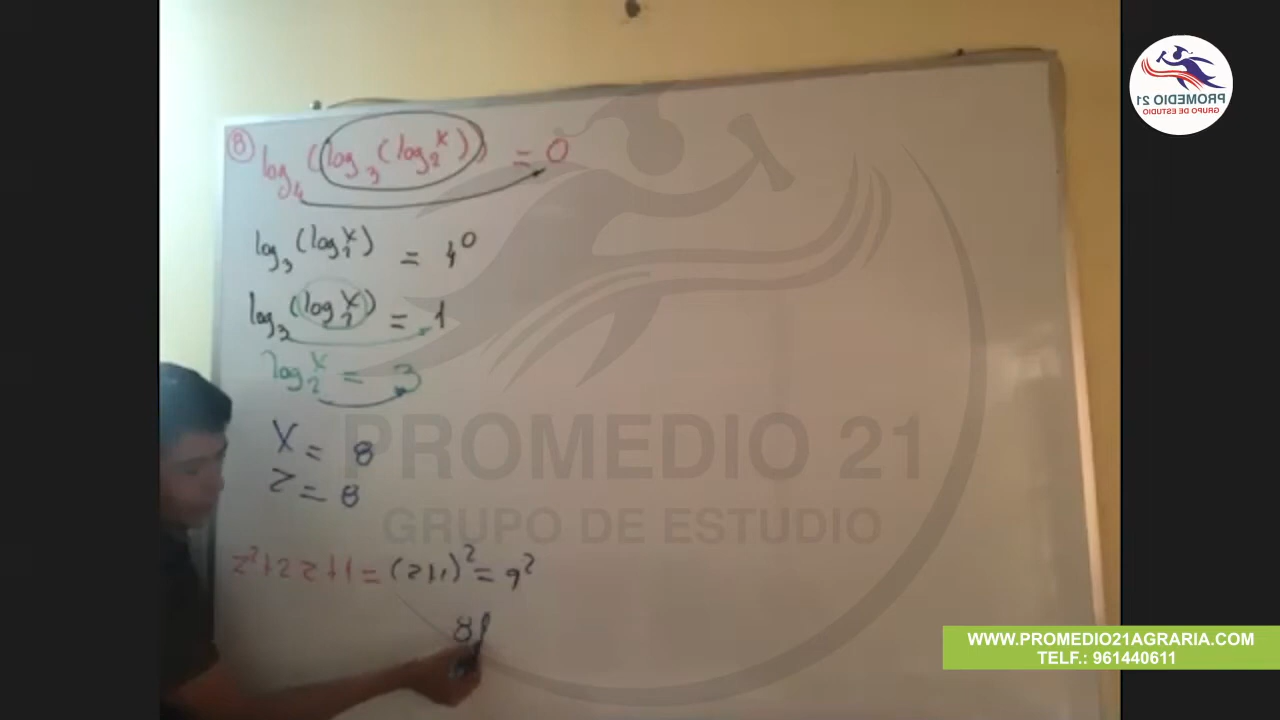 8) log₄(log₃(log₂ˣ)) = 0
log₃(log₂ˣ) = 4⁰
log₃(log₂ˣ) = 1
log₂ˣ = 3
x = 8
z = 8
z²+2z+1 = (z+1)² = 9²
81
PROMEDIO 21
GRUPO DE ESTUDIO
PROMEDIO 21
GRUPO DE ESTUDIO
WWW.PROMEDIO21AGRARIA.COM
TELF.: 961440611